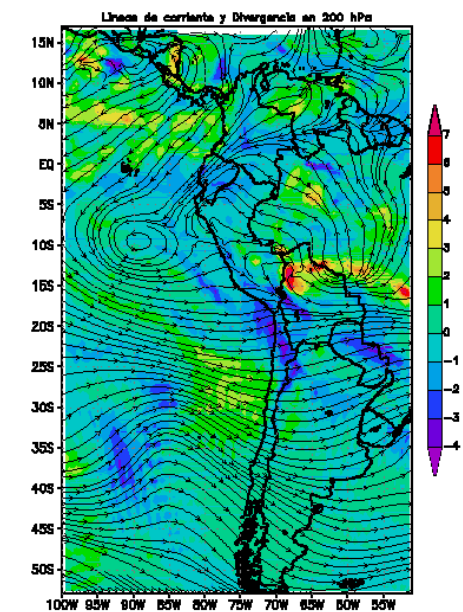 Lineas de corriente y Divergencia en 200 hPa
15N
10N
5N
EQ
5S
10S
15S
20S
25S
30S
35S
40S
45S
50S
100W 95W 90W 85W 80W 75W 70W 65W 60W 55W
7
6
5
4
3
2
1
0
-1
-2
-3
-4